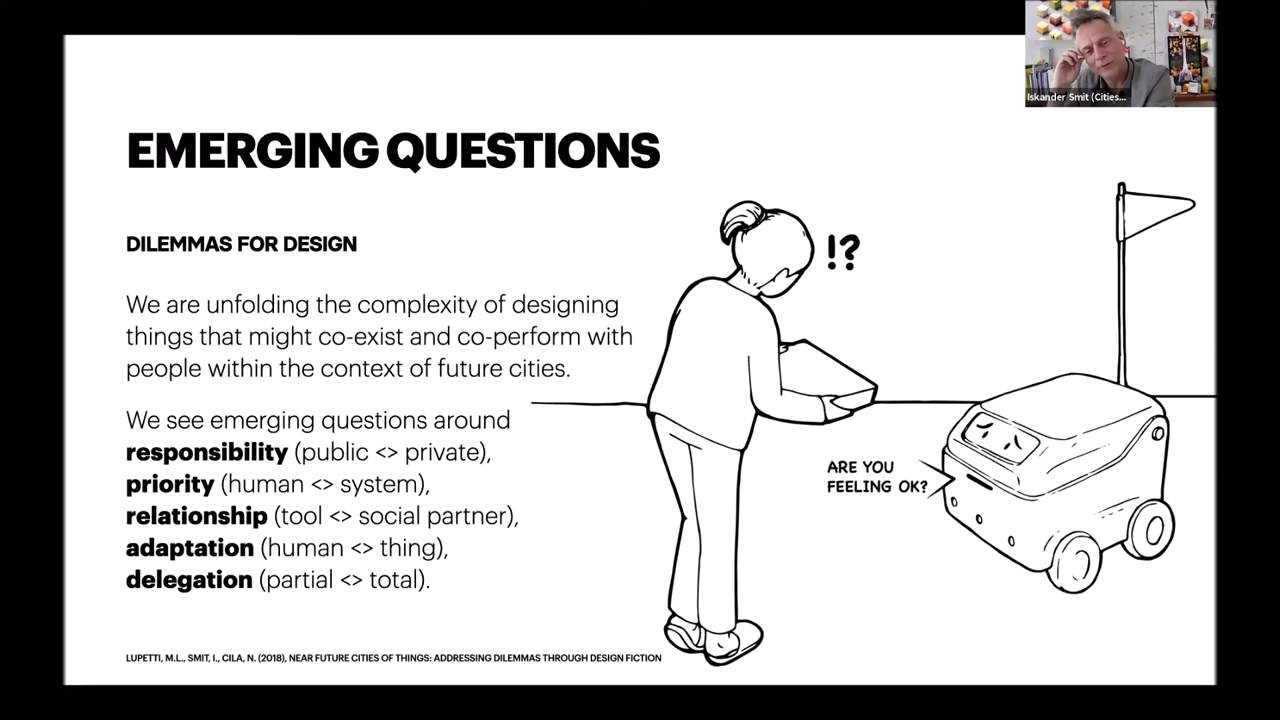 Iskander Smit (Cities...
EMERGING QUESTIONS
DILEMMAS FOR DESIGN
We are unfolding the complexity of designing
things that might co-exist and co-perform with
people within the context of future cities.
We see emerging questions around
responsibility (public <> private),
priority (human <> system),
relationship (tool <> social partner),
adaptation (human <> thing),
delegation (partial <> total).
!?
ARE YOU
FEELING OK?
LUPETTI, M.L., SMIT, I., CILA, N. (2018), NEAR FUTURE CITIES OF THINGS: ADDRESSING DILEMMAS THROUGH DESIGN FICTION